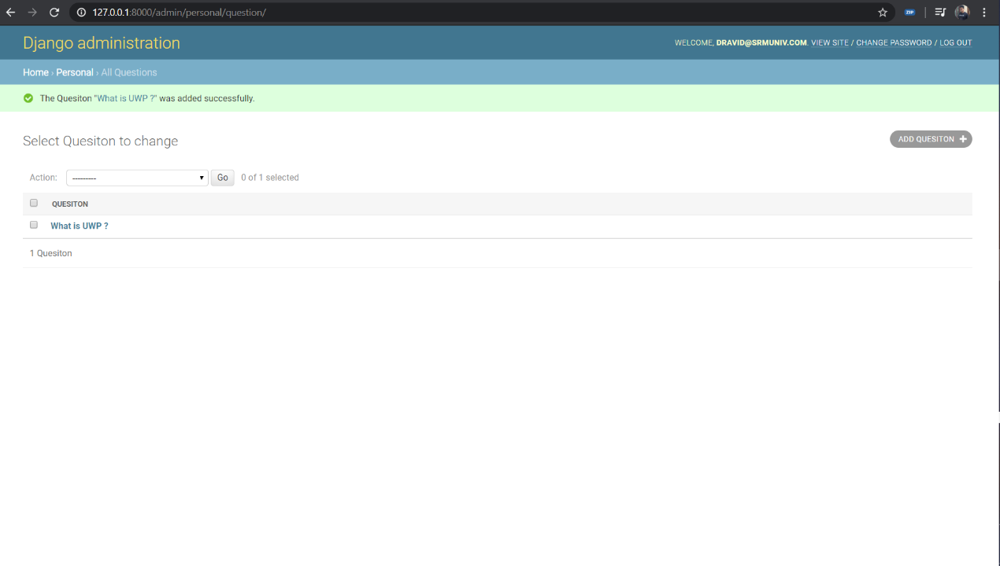 127.0.0.1:8000/admin/personal/question/
ZIP
Django administration
WELCOME, DRAVID@SRMUNIV.COM. VIEW SITE / CHANGE PASSWORD / LOG OUT
Home › Personal › All Questions
The Quesiton "What is UWP ?" was added successfully.
Select Quesiton to change
ADD QUESITON +
Action: --------- Go 0 of 1 selected
QUESITON
What is UWP ?
1 Quesiton